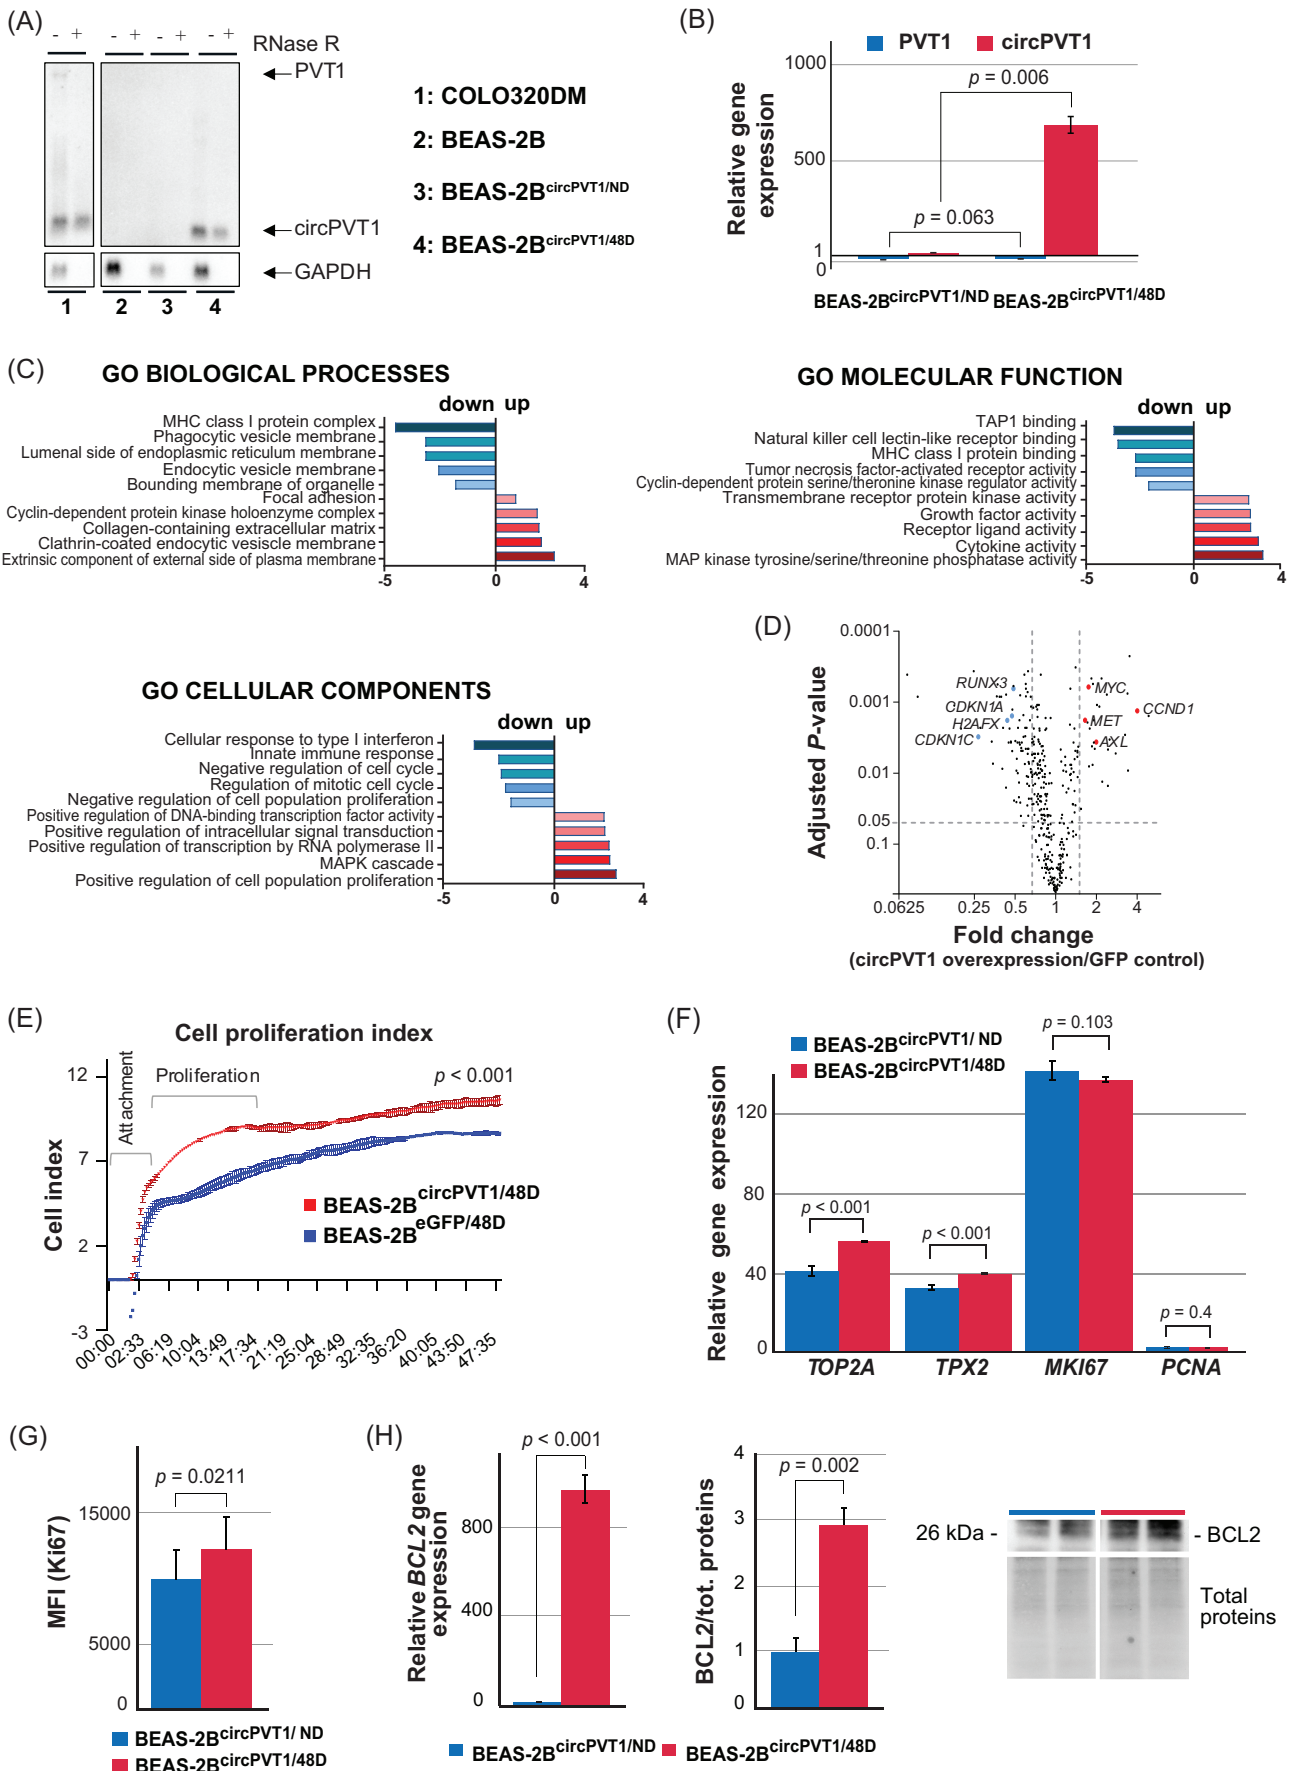 (A)
- + - + - + - +
RNase R
PVT1
circPVT1
GAPDH
1 2 3 4
1: COLO320DM
2: BEAS-2B
3: BEAS-2BcircPVT1/ND
4: BEAS-2BcircPVT1/48D
(B)
PVT1 circPVT1
Relative gene
expression
1000
500
1
0
p = 0.006
p = 0.063
BEAS-2BcircPVT1/ND BEAS-2BcircPVT1/48D
(C)
GO BIOLOGICAL PROCESSES
down up
MHC class I protein complex
Phagocytic vesicle membrane
Lumenal side of endoplasmic reticulum membrane
Endocytic vesicle membrane
Bounding membrane of organelle
Focal adhesion
Cyclin-dependent protein kinase holoenzyme complex
Collagen-containing extracellular matrix
Clathrin-coated endocytic vesiscle membrane
Extrinsic component of external side of plasma membrane
-5 0 4
GO MOLECULAR FUNCTION
down up
TAP1 binding
Natural killer cell lectin-like receptor binding
MHC class I protein binding
Tumor necrosis factor-activated receptor activity
Cyclin-dependent protein serine/theronine kinase regulator activity
Transmembrane receptor protein kinase activity
Growth factor activity
Receptor ligand activity
Cytokine activity
MAP kinase tyrosine/serine/threonine phosphatase activity
-5 0 4
GO CELLULAR COMPONENTS
down up
Cellular response to type I interferon
Innate immune response
Negative regulation of cell cycle
Regulation of mitotic cell cycle
Negative regulation of cell population proliferation
Positive regulation of DNA-binding transcription factor activity
Positive regulation of intracellular signal transduction
Positive regulation of transcription by RNA polymerase II
MAPK cascade
Positive regulation of cell population proliferation
-5 0 4
(D)
Adjusted P-value
0.0001
0.001
0.01
0.05
0.1
RUNX3
CDKN1A
H2AFX
CDKN1C
MYC
CCND1
MET
AXL
0.0625 0.25 0.5 1 2 4
Fold change
(circPVT1 overexpression/GFP control)
(E)
Cell proliferation index
Cell index
12
7
2
-3
Attachment
Proliferation
p < 0.001
BEAS-2BcircPVT1/48D
BEAS-2BeGFP/48D
00:00 02:33 06:19 10:04 13:49 17:34 21:19 25:04 28:49 32:35 36:20 40:05 43:50 47:35
(F)
BEAS-2BcircPVT1/ ND
BEAS-2BcircPVT1/48D
Relative gene expression
120
80
40
0
p < 0.001
p < 0.001
p = 0.103
p = 0.4
TOP2A TPX2 MKI67 PCNA
(G)
MFI (Ki67)
15000
5000
0
p = 0.0211
BEAS-2BcircPVT1/ ND
BEAS-2BcircPVT1/48D
(H)
Relative BCL2 gene
expression
800
400
0
p < 0.001
BCL2/tot. proteins
4
3
2
1
0
p = 0.002
BEAS-2BcircPVT1/ND BEAS-2BcircPVT1/48D
26 kDa -
- BCL2
Total
proteins